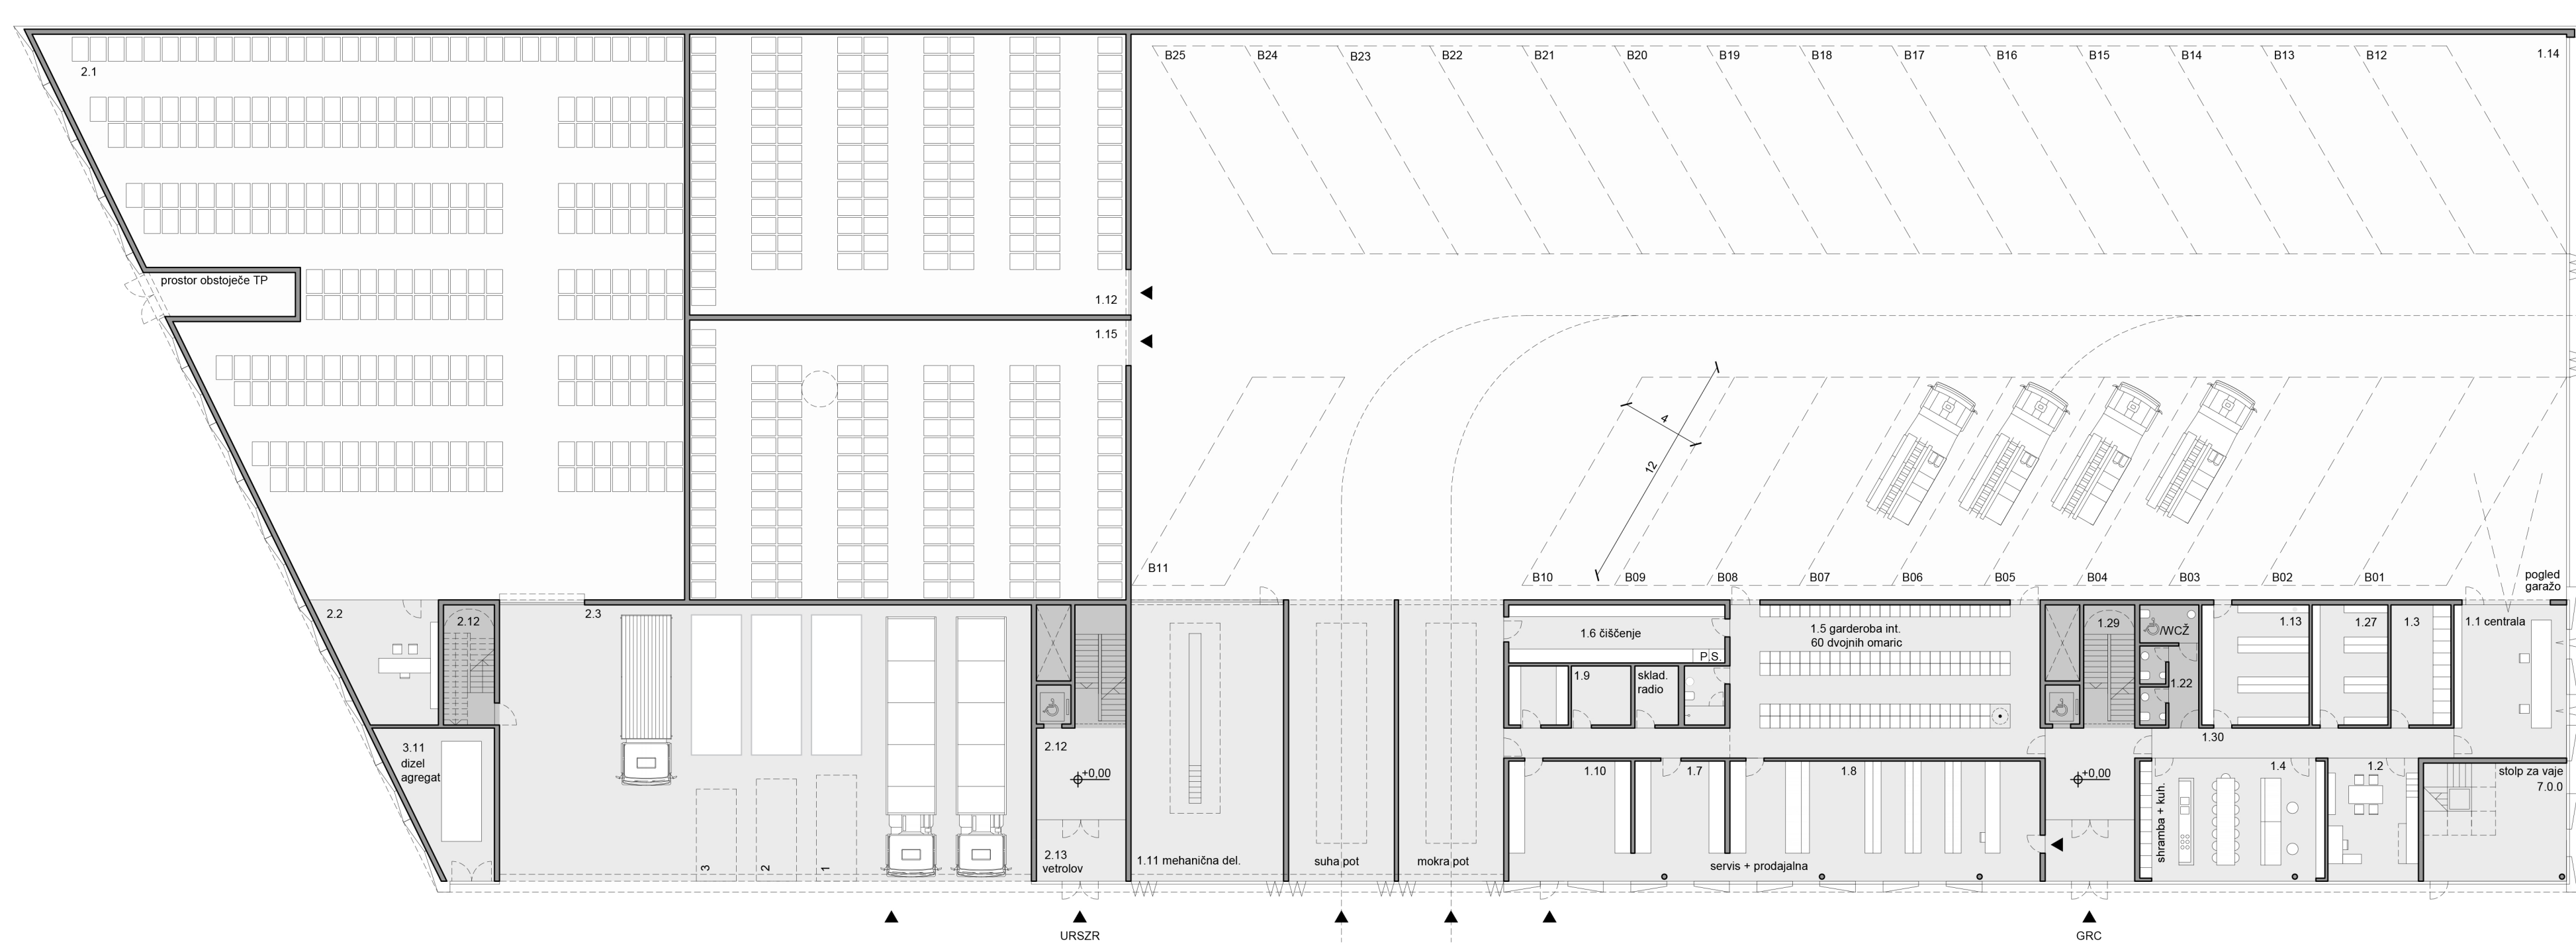 B25
B24
B23
B22
B21
B20
B19
B18
B17
B16
B15
B14
B13
B12
1.14
2.1
prostor obstoječe TP
1.12
1.15
4
12
B11
B10
B09
B08
B07
B06
B05
B04
B03
B02
B01
pogled
garažo
2.2
2.12
2.3
1.6 čiščenje
P.S.
1.5 garderoba int.
60 dvojnih omaric
1.29
/WCŽ
1.13
1.27
1.3
1.1 centrala
1.9
sklad.
radio
1.22
3.11
dizel
agregat
2.12
+0,00
1.30
1.10
1.7
1.8
+0,00
shramba + kuh.
1.4
1.2
stolp za vaje
7.0.0
3
2
1
2.13
vetrolov
1.11 mehanična del.
suha pot
mokra pot
servis + prodajalna
URSZR
GRC